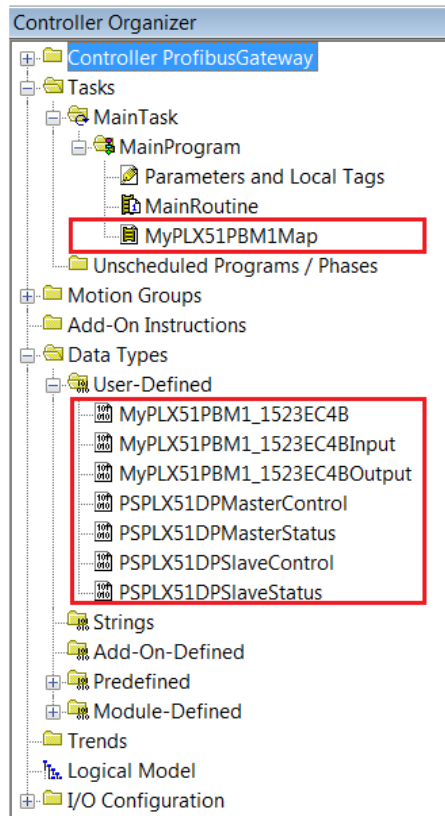 Controller Organizer
Controller ProfibusGateway
Tasks
MainTask
MainProgram
Parameters and Local Tags
MainRoutine
MyPLX51PBM1Map
Unscheduled Programs / Phases
Motion Groups
Add-On Instructions
Data Types
User-Defined
MyPLX51PBM1_1523EC4B
MyPLX51PBM1_1523EC4BInput
MyPLX51PBM1_1523EC4BOutput
PSPLX51DPMasterControl
PSPLX51DPMasterStatus
PSPLX51DPSlaveControl
PSPLX51DPSlaveStatus
Strings
Add-On-Defined
Predefined
Module-Defined
Trends
Logical Model
I/O Configuration